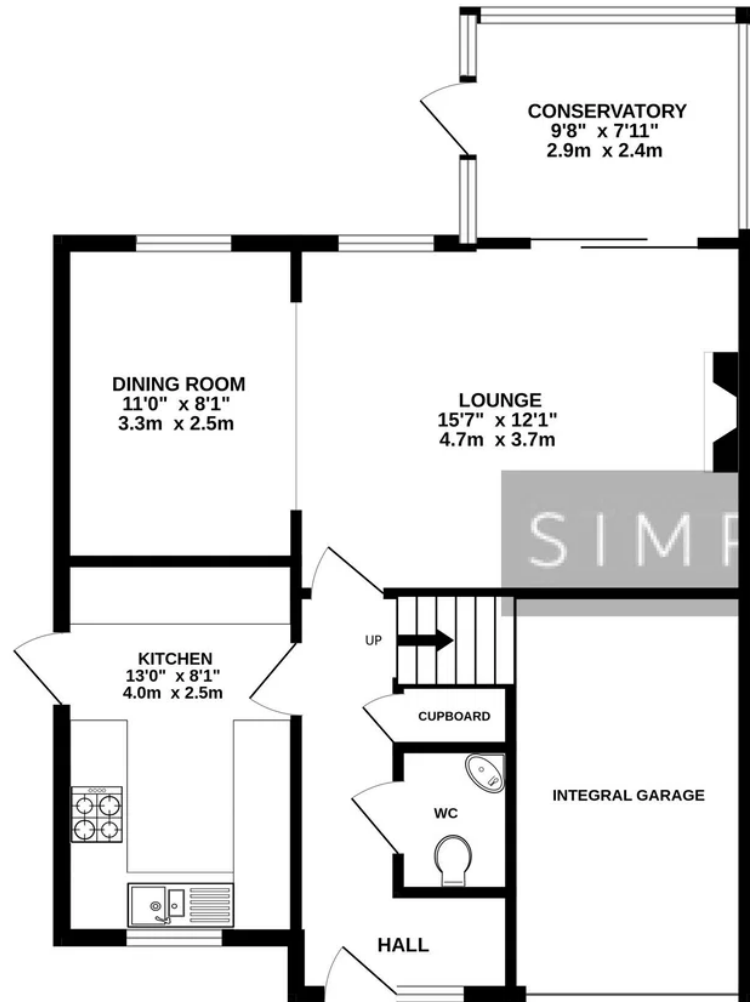 CONSERVATORY
9'8" x 7'11"
2.9m x 2.4m
DINING ROOM
11'0" x 8'1"
3.3m x 2.5m
LOUNGE
15'7" x 12'1"
4.7m x 3.7m
UP
KITCHEN
13'0" x 8'1"
4.0m x 2.5m
CUPBOARD
WC
INTEGRAL GARAGE
HALL